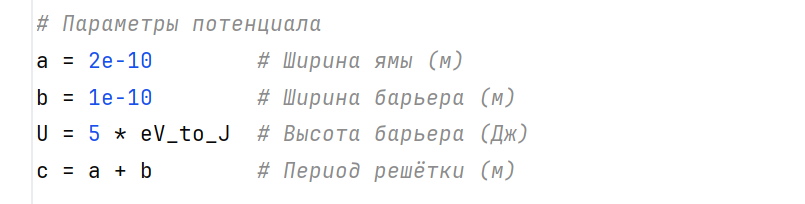 # Параметры потенциала
a = 2e-10        # Ширина ямы (м)
b = 1e-10        # Ширина барьера (м)
U = 5 * eV_to_J  # Высота барьера (Дж)
c = a + b        # Период решётки (м)